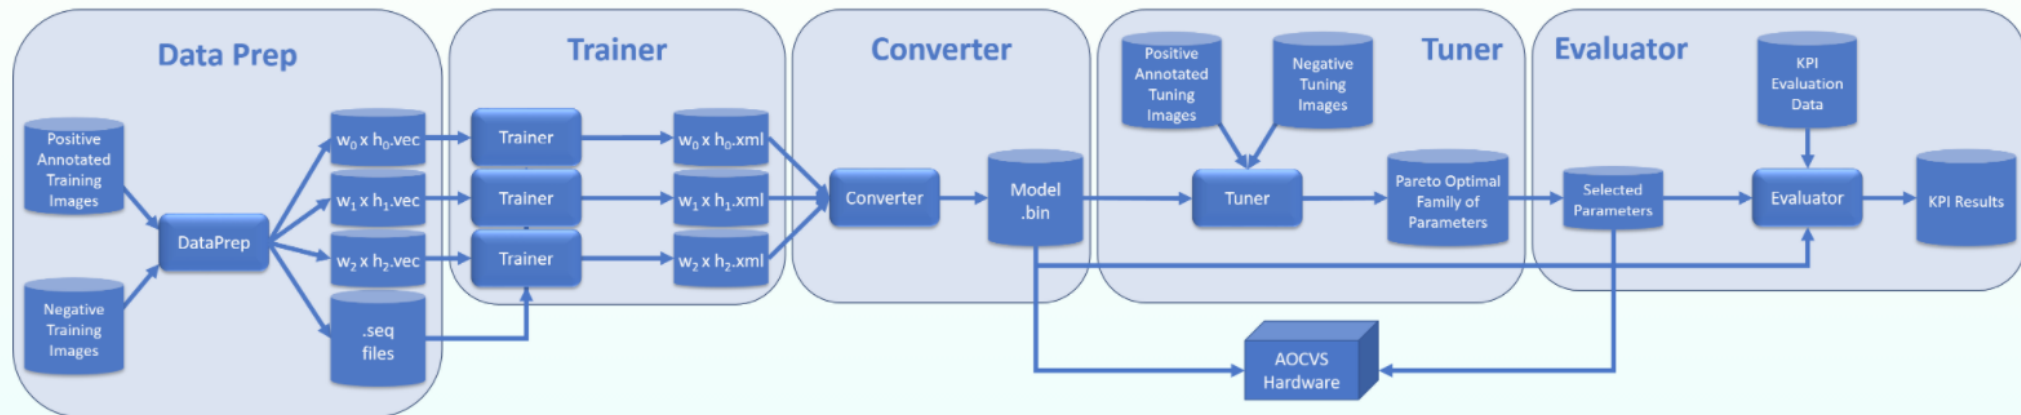 Data Prep
Positive
Annotated
Training
Images
Negative
Training
Images
DataPrep
w₀ x h₀.vec
w₁ x h₁.vec
w₂ x h₂.vec
.seq
files
Trainer
Trainer
Trainer
Trainer
w₀ x h₀.xml
w₁ x h₁.xml
w₂ x h₂.xml
Converter
Converter
Model
.bin
Tuner
Positive
Annotated
Tuning
Images
Negative
Tuning
Images
Tuner
Pareto Optimal
Family of
Parameters
Evaluator
KPI
Evaluation
Data
Selected
Parameters
Evaluator
KPI Results
AOCVS
Hardware